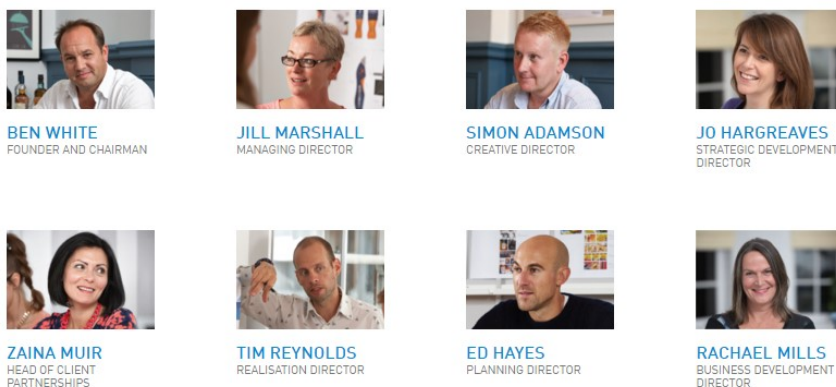 BEN WHITE
FOUNDER AND CHAIRMAN
JILL MARSHALL
MANAGING DIRECTOR
SIMON ADAMSON
CREATIVE DIRECTOR
JO HARGREAVES
STRATEGIC DEVELOPMENT
DIRECTOR
ZAINA MUIR
HEAD OF CLIENT
PARTNERSHIPS
TIM REYNOLDS
REALISATION DIRECTOR
ED HAYES
PLANNING DIRECTOR
RACHAEL MILLS
BUSINESS DEVELOPMENT
DIRECTOR